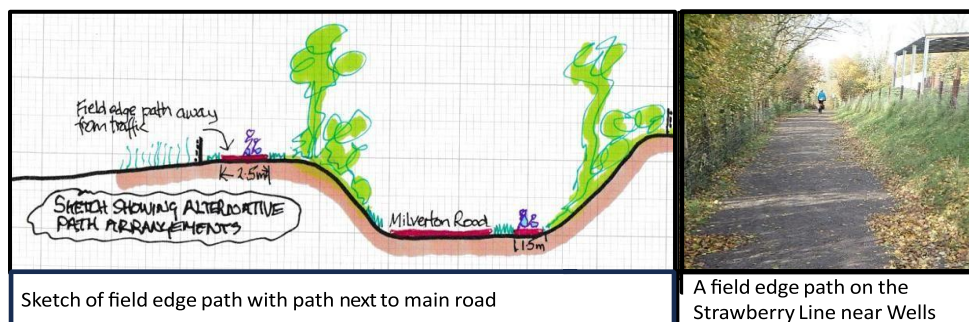 Field edge path away
from traffic
← 2.5m
SKETCH SHOWING ALTERNATIVE
PATH ARRANGEMENTS
Milverton Road
1.5m
Sketch of field edge path with path next to main road
A field edge path on the
Strawberry Line near Wells